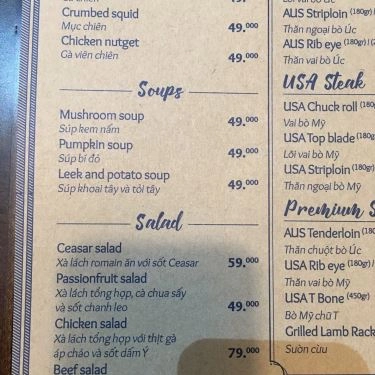 Crumbed squid
Mực chiên
49.000
Chicken nutget
Gà viên chiên
49.000
Soups
Mushroom soup
Súp kem nấm
49.000
Pumpkin soup
Súp bí đỏ
49.000
Leek and potato soup
Súp khoai tây và tỏi tây
49.000
Salad
Ceasar salad
Xà lách romain ăn với sốt Ceasar
59.000
Passionfruit salad
Xà lách tổng hợp, cà chua sấy
và sốt chanh leo
49.000
Chicken salad
Xà lách tổng hợp với thịt gà
áp chảo và sốt dấm Ý
79.000
Beef salad
AUS Striploin (180gr)
Thăn ngoại bò Úc
AUS Rib eye (180gr)
Thăn vai bò Úc
USA Steak
USA Chuck roll (180g
Vai bò Mỹ
USA Top blade (180g
Lõi vai bò Mỹ
USA Striploin (180gr)
Thăn ngoại bò Mỹ
Premium S
AUS Tenderloin (180
Thăn chuột bò Úc
USA Rib eye (180gr)
Thăn vai bò Mỹ
USA T Bone (450gr)
Bò Mỹ chữ T
Grilled Lamb Rack
Sườn cừu